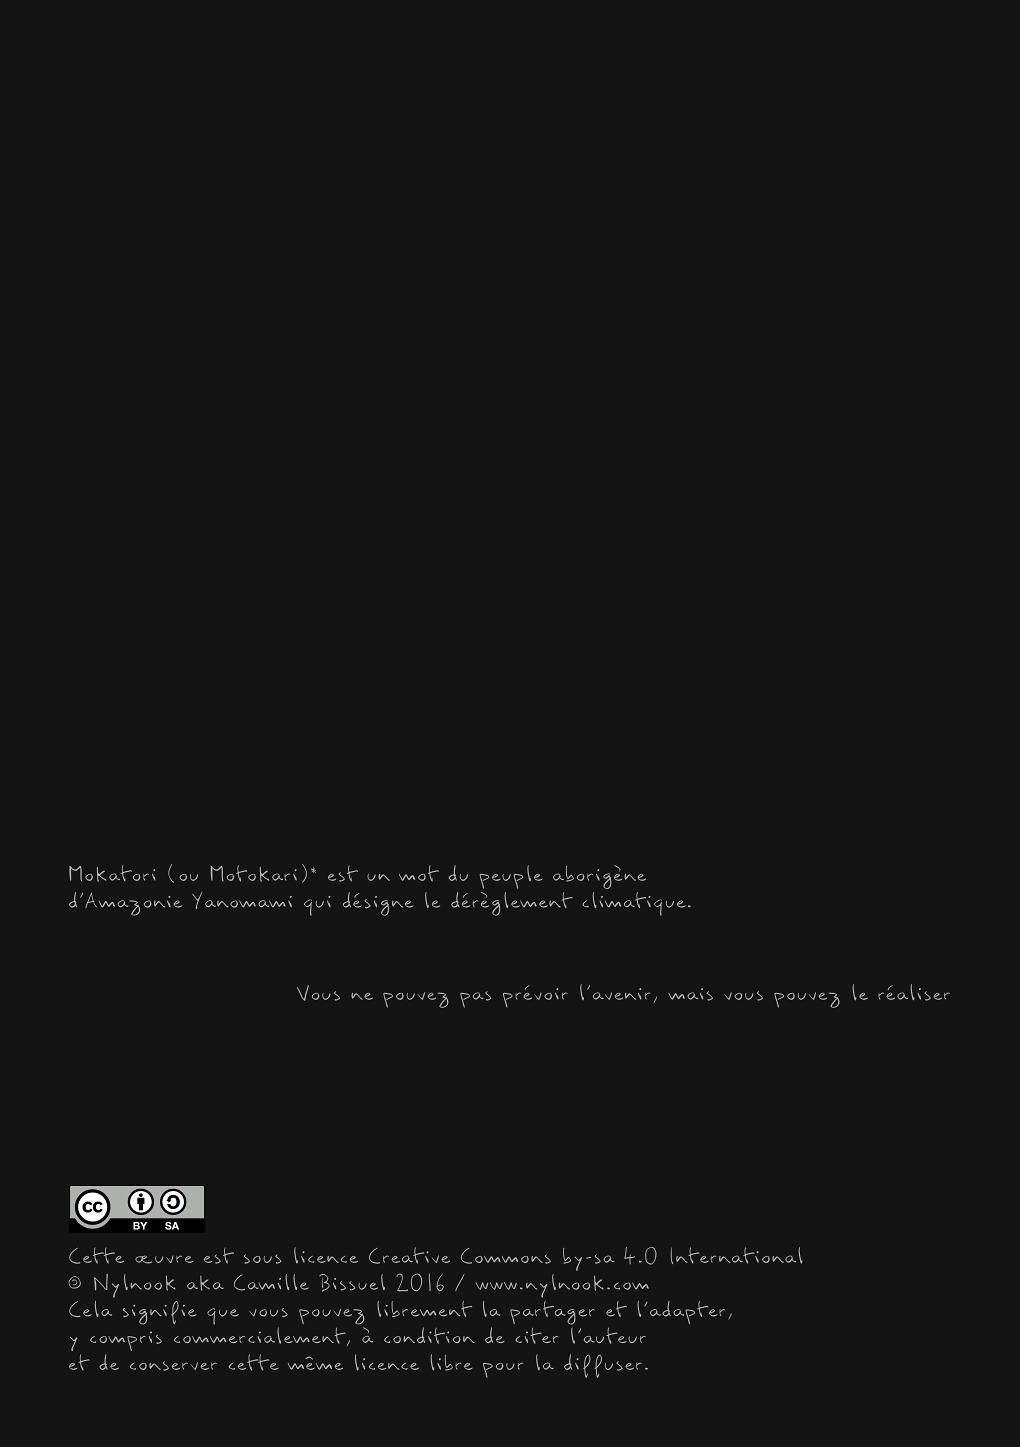 Mokatori (ou Motokari)* est un mot du peuple aborigène
d'Amazonie Yanomami qui désigne le dérèglement climatique.
Vous ne pouvez pas prévoir l'avenir, mais vous pouvez le réaliser
cc BY SA
Cette œuvre est sous licence Creative Commons by-sa 4.0 International
🄯 Nylnook aka Camille Bissuel 2016 / www.nylnook.com
Cela signifie que vous pouvez librement la partager et l'adapter,
y compris commercialement, à condition de citer l'auteur
et de conserver cette même licence libre pour la diffuser.